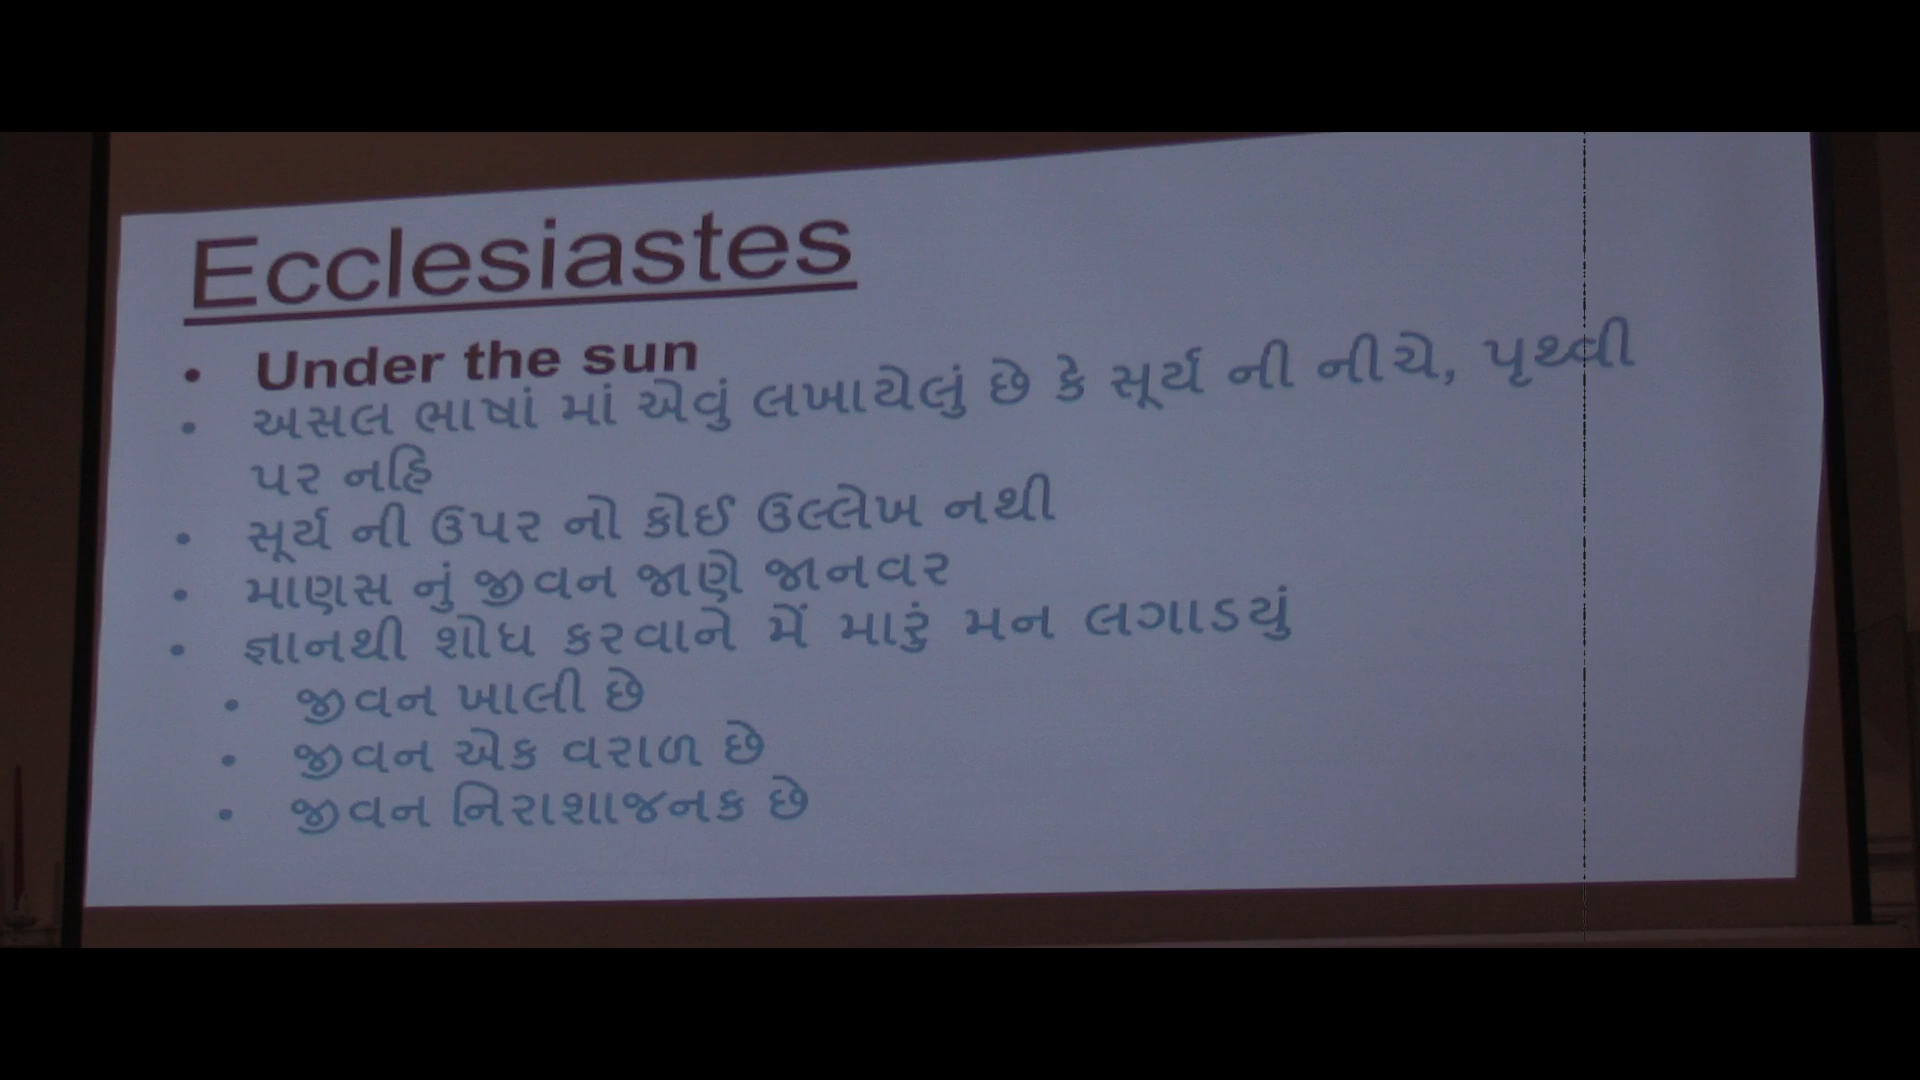 Ecclesiastes
• Under the sun
• અસલ ભાષાં માં એવું લખાયેલું છે કે સૂર્ય ની નીચે, પૃથ્વી
પર નહિ
• સૂર્ય ની ઉપર નો કોઈ ઉલ્લેખ નથી
• માણસ નું જીવન જાણે જાનવર
• જ્ઞાનથી શોધ કરવાને મેં મારું મન લગાડયું
• જીવન ખાલી છે
• જીવન એક વરાળ છે
• જીવન નિરાશાજનક છે